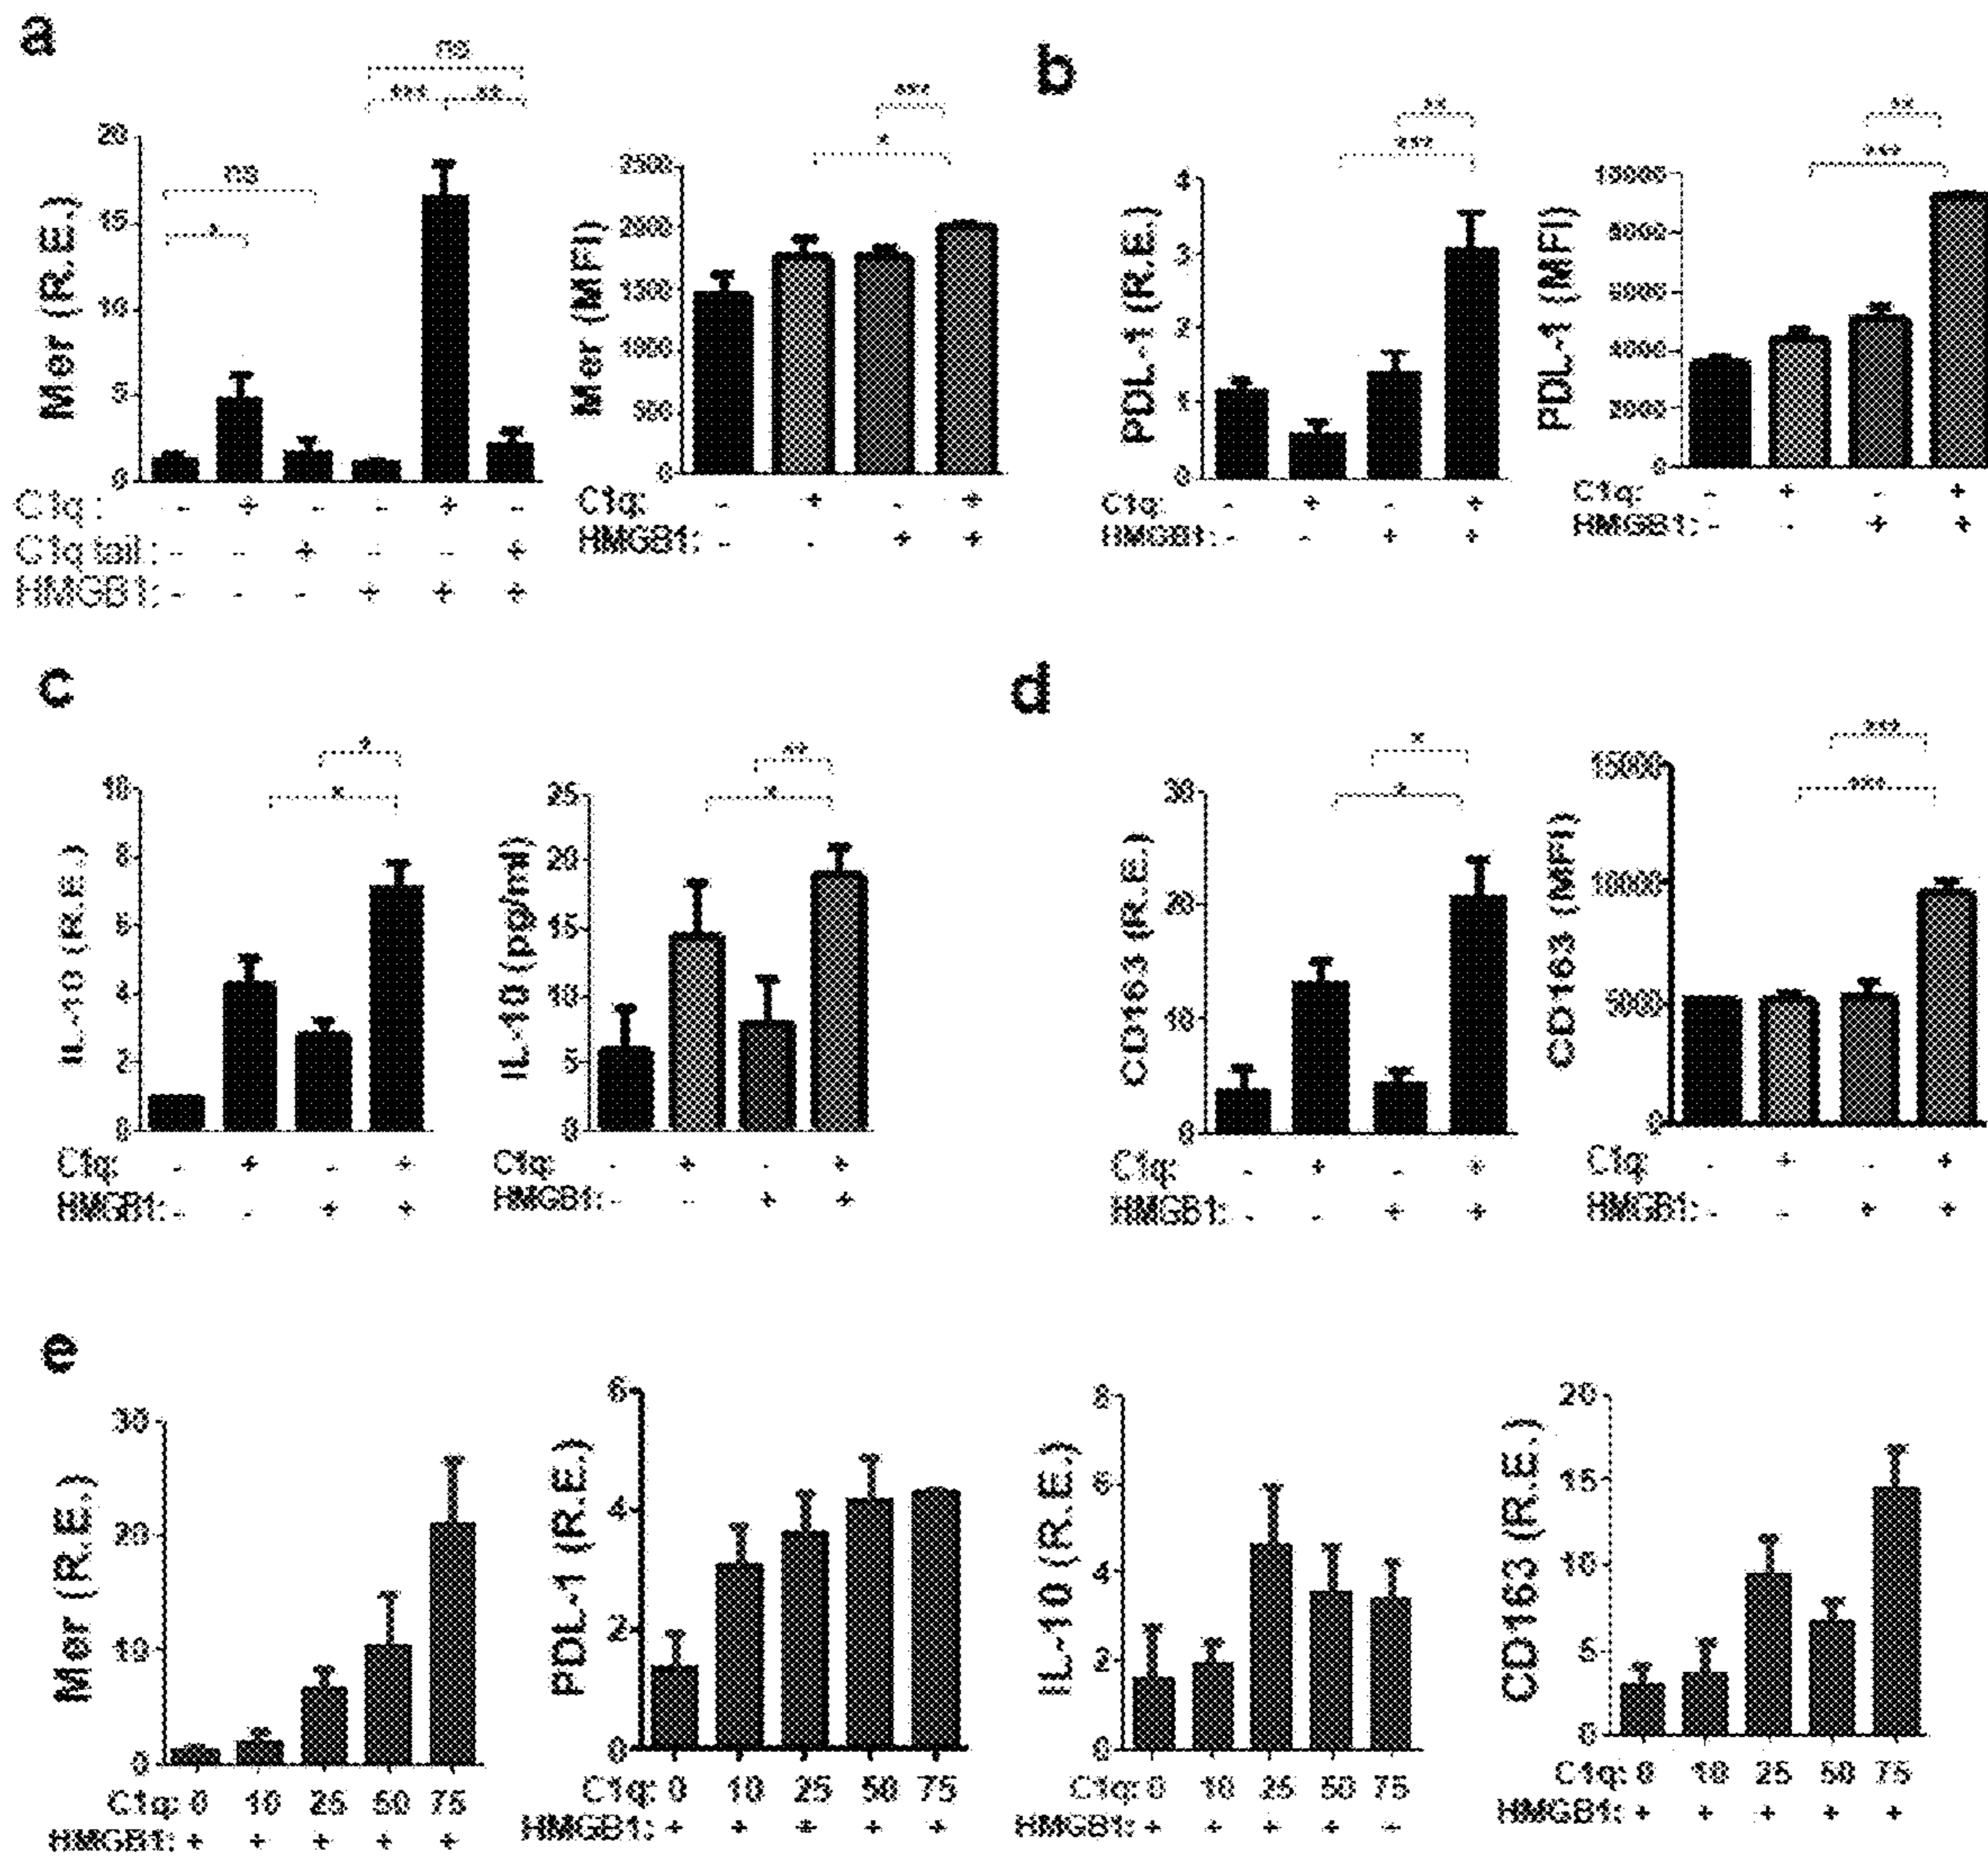 a
ns
*** **
20
15
10
5
0
Mer (R.E.)
ns
*
C1q : - + - - + -
C1q tail : - - + - - +
HMGB1: - - - + + +
***
*
2500
2000
1500
1000
500
0
Mer (MFI)
C1q: - + - +
HMGB1: - - + +
b
**
***
4
3
2
1
0
PDL-1 (R.E.)
C1q: - + - +
HMGB1: - - + +
**
***
10000
8000
6000
4000
2000
0
PDL-1 (MFI)
C1q: - + - +
HMGB1: - - + +
c
*
*
10
8
6
4
2
0
IL-10 (R.E.)
C1q: - + - +
HMGB1: - - + +
**
*
25
20
15
10
5
0
IL-10 (pg/ml)
C1q: - + - +
HMGB1: - - + +
d
*
*
30
20
10
0
CD163 (R.E.)
C1q: - + - +
HMGB1: - - + +
***
***
15000
10000
5000
0
CD163 (MFI)
C1q: - + - +
HMGB1: - - + +
e
30
20
10
0
Mer (R.E.)
C1q: 0 10 25 50 75
HMGB1: + + + + +
6
4
2
0
PDL-1 (R.E.)
C1q: 0 10 25 50 75
HMGB1: + + + + +
8
6
4
2
0
IL-10 (R.E.)
C1q: 0 10 25 50 75
HMGB1: + + + + +
20
15
10
5
0
CD163 (R.E.)
C1q: 0 10 25 50 75
HMGB1: + + + + +